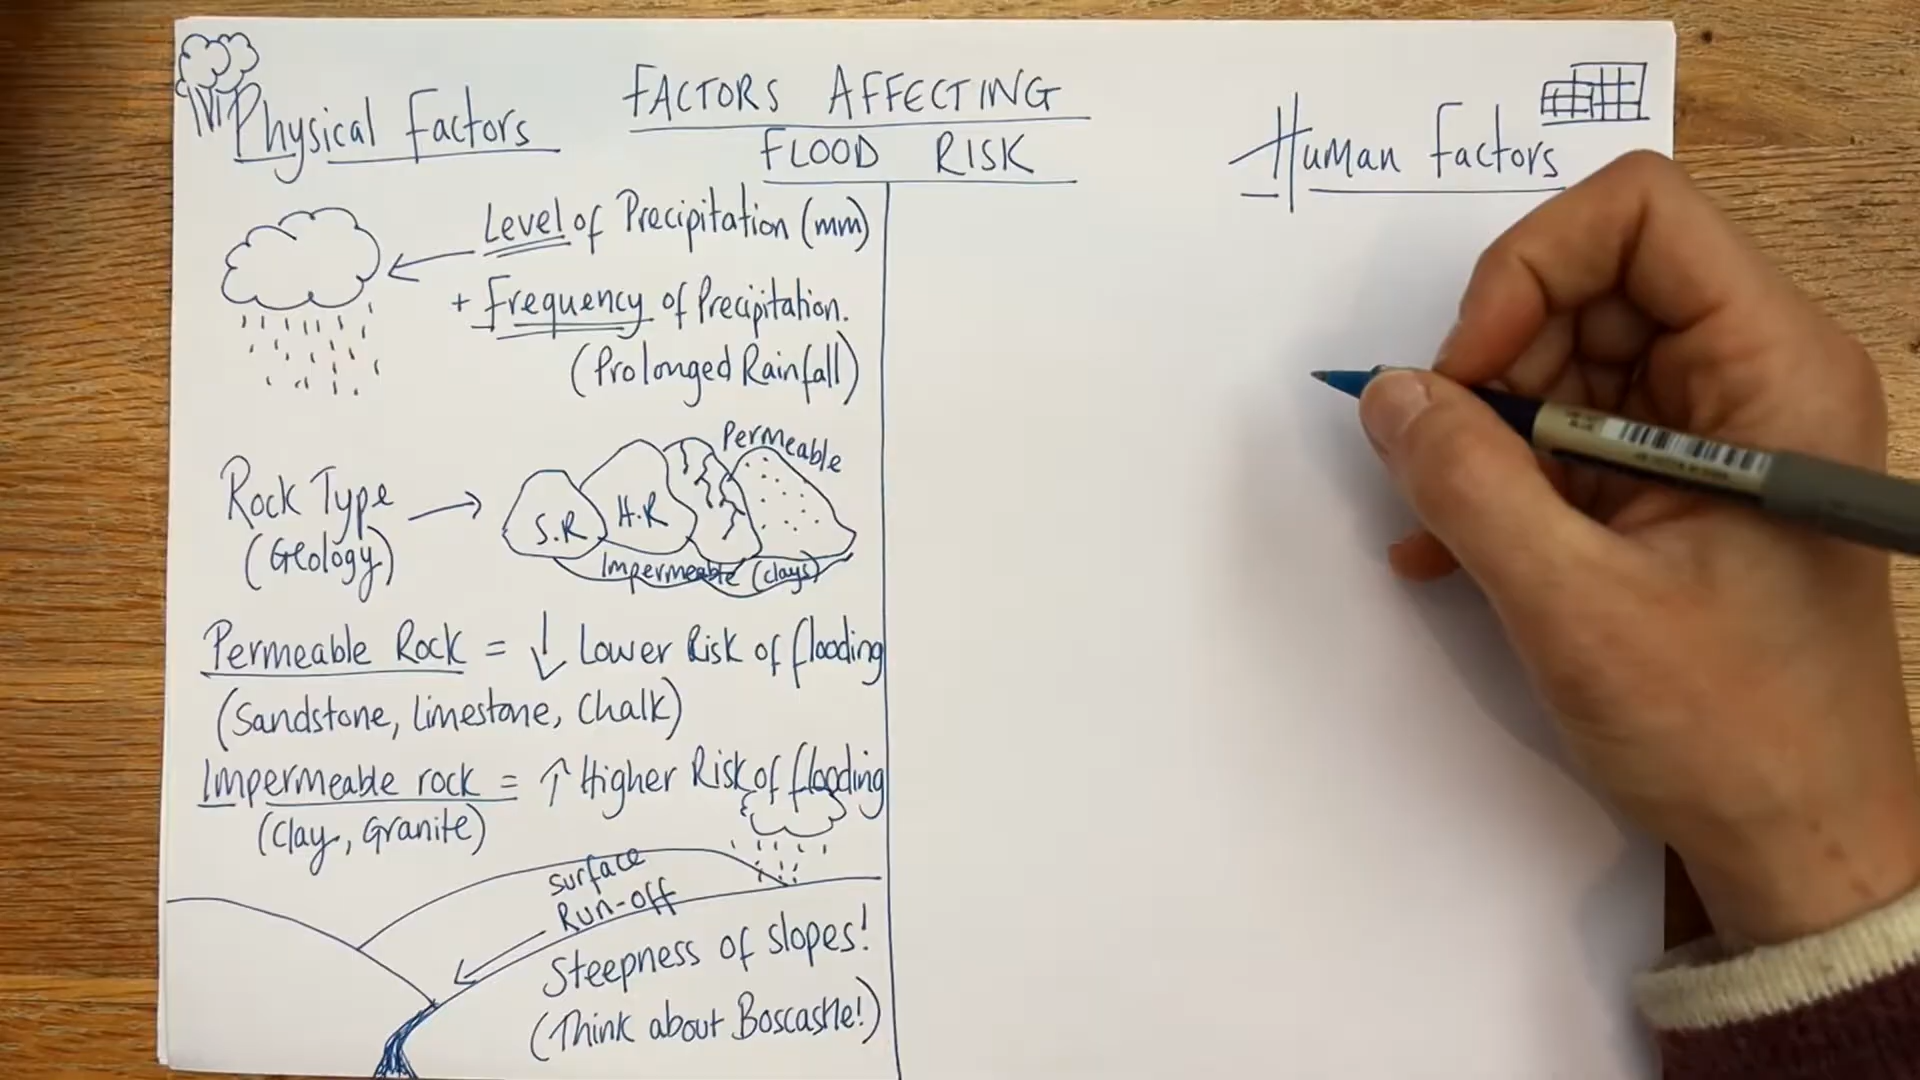 FACTORS AFFECTING
FLOOD RISK
Physical Factors
Level of Precipitation (mm)
+ Frequency of Precipitation.
(Prolonged Rainfall)
Rock Type
(Geology)
S.R
H.R
Permeable
Impermeable (clays)
Permeable Rock = ↓ Lower Risk of flooding
(Sandstone, Limestone, Chalk)
Impermeable rock = ↑ Higher Risk of flooding
(Clay, Granite)
surface
Run-off
Steepness of slopes!
(Think about Boscastle!)
Human Factors